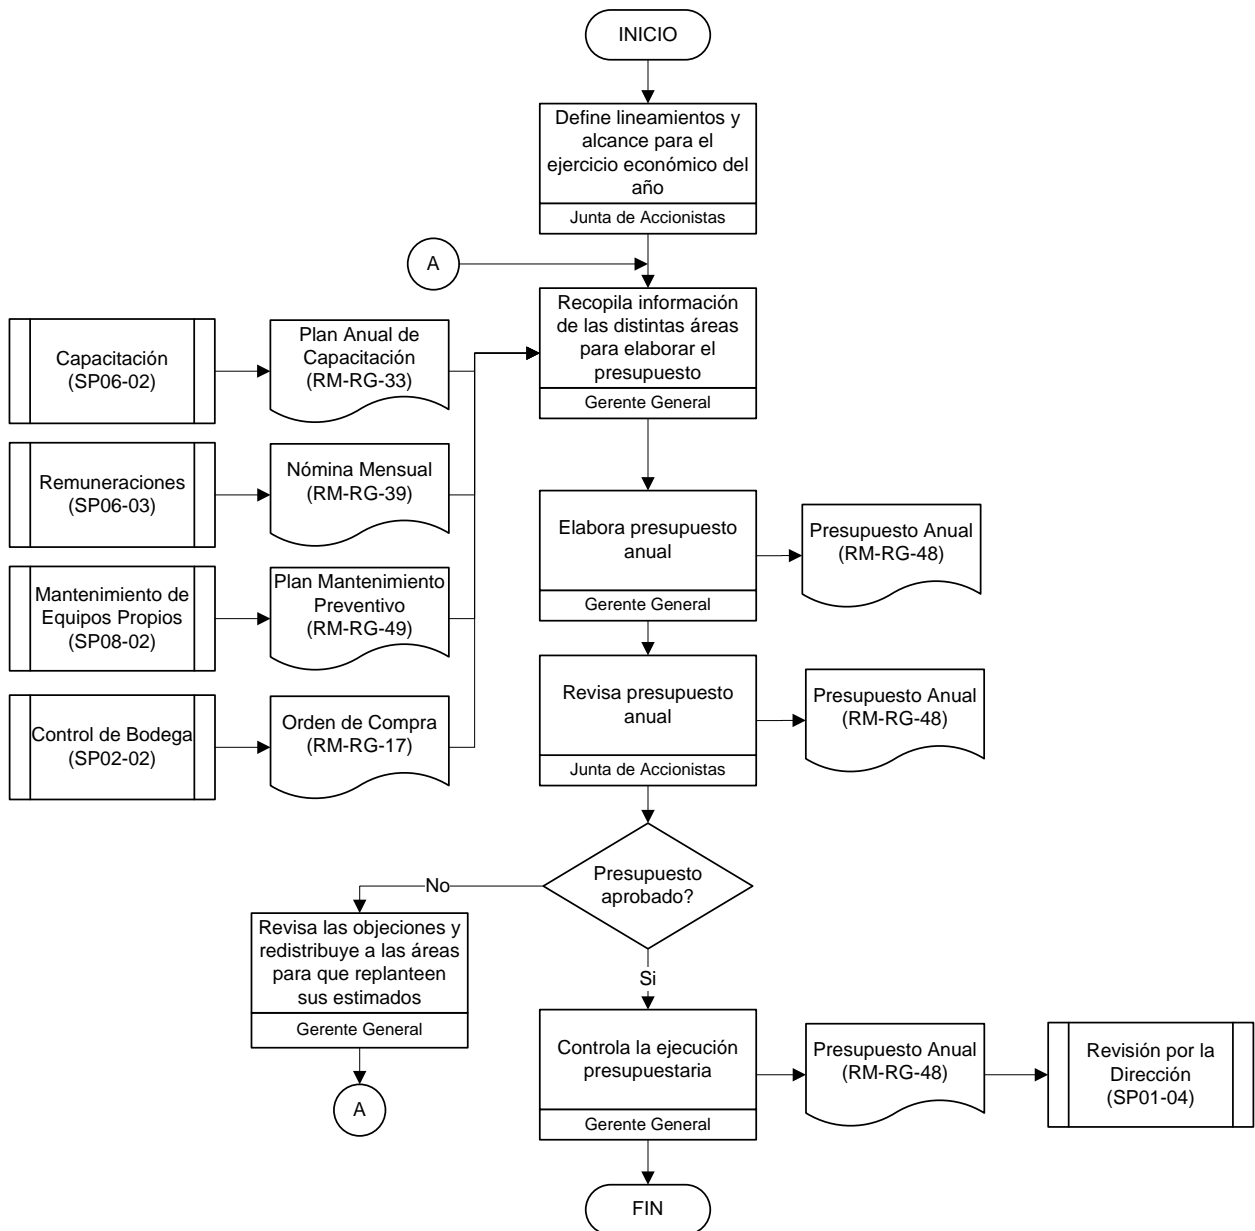 INICIO
Define lineamientos y
alcance para el
ejercicio económico del
año
Junta de Accionistas
A
Recopila información
de las distintas áreas
para elaborar el
presupuesto
Gerente General
Capacitación
(SP06-02)
Plan Anual de
Capacitación
(RM-RG-33)
Remuneraciones
(SP06-03)
Nómina Mensual
(RM-RG-39)
Mantenimiento de
Equipos Propios
(SP08-02)
Plan Mantenimiento
Preventivo
(RM-RG-49)
Control de Bodega
(SP02-02)
Orden de Compra
(RM-RG-17)
Elabora presupuesto
anual
Gerente General
Presupuesto Anual
(RM-RG-48)
Revisa presupuesto
anual
Junta de Accionistas
Presupuesto Anual
(RM-RG-48)
Presupuesto
aprobado?
No
Revisa las objeciones y
redistribuye a las áreas
para que replanteen
sus estimados
Gerente General
A
Si
Controla la ejecución
presupuestaria
Gerente General
Presupuesto Anual
(RM-RG-48)
Revisión por la
Dirección
(SP01-04)
FIN